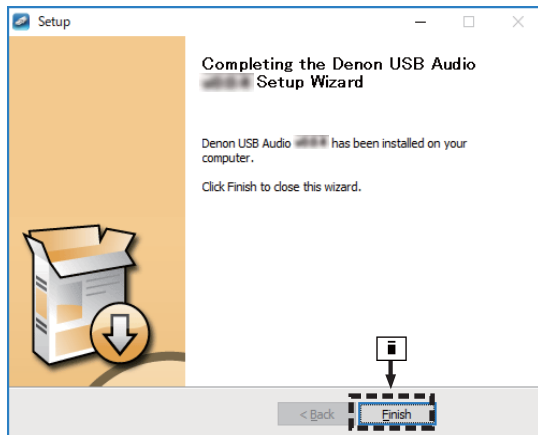 Setup
Completing the Denon USB Audio
Setup Wizard
Denon USB Audio has been installed on your
computer.
Click Finish to close this wizard.
i
< Back
Finish